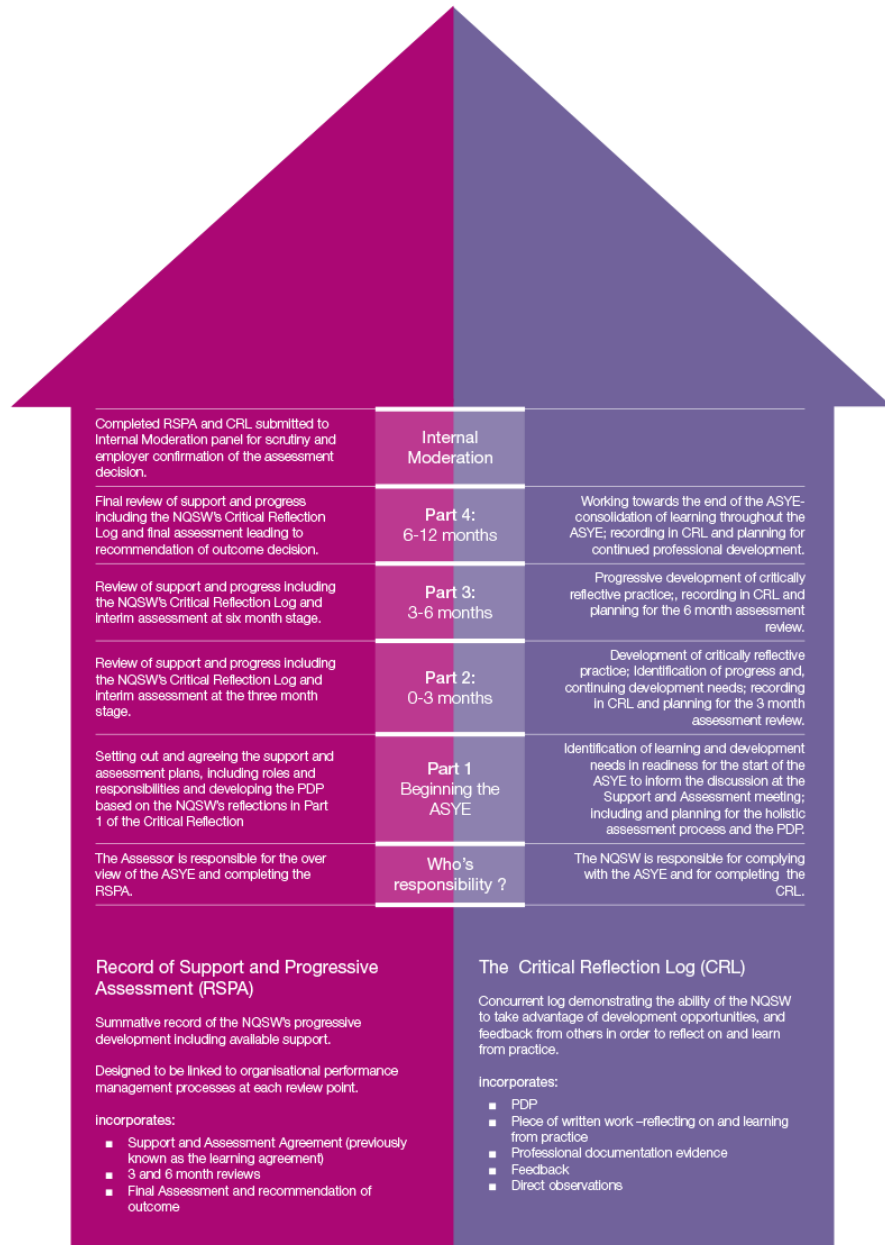 Completed RSPA and CRL submitted to
Internal Moderation panel for scrutiny and
employer confirmation of the assessment
decision.
Internal
Moderation
Final review of support and progress
including the NQSW's Critical Reflection
Log and final assessment leading to
recommendation of outcome decision.
Part 4:
6-12 months
Working towards the end of the ASYE-
consolidation of learning throughout the
ASYE; recording in CRL and planning for
continued professional development.
Review of support and progress including
the NQSW's Critical Reflection Log and
interim assessment at six month stage.
Part 3:
3-6 months
Progressive development of critically
reflective practice;, recording in CRL and
planning for the 6 month assessment
review.
Review of support and progress including
the NQSW's Critical Reflection Log and
interim assessment at the three month
stage.
Part 2:
0-3 months
Development of critically reflective
practice; Identification of progress and,
continuing development needs; recording
in CRL and planning for the 3 month
assessment review.
Setting out and agreeing the support and
assessment plans, including roles and
responsibilities and developing the PDP
based on the NQSW's reflections in Part
1 of the Critical Reflection
Part 1
Beginning the
ASYE
Identification of learning and development
needs in readiness for the start of the
ASYE to inform the discussion at the
Support and Assessment meeting;
including and planning for the holistic
assessment process and the PDP.
The Assessor is responsible for the over
view of the ASYE and completing the
RSPA.
Who's
responsibility ?
The NQSW is responsible for complying
with the ASYE and for completing the
CRL.
Record of Support and Progressive
Assessment (RSPA)
Summative record of the NQSW's progressive
development including available support.
Designed to be linked to organisational performance
management processes at each review point.
incorporates:
■ Support and Assessment Agreement (previously
known as the learning agreement)
■ 3 and 6 month reviews
■ Final Assessment and recommendation of
outcome
The Critical Reflection Log (CRL)
Concurrent log demonstrating the ability of the NQSW
to take advantage of development opportunities, and
feedback from others in order to reflect on and learn
from practice.
incorporates:
■ PDP
■ Piece of written work –reflecting on and learning
from practice
■ Professional documentation evidence
■ Feedback
■ Direct observations